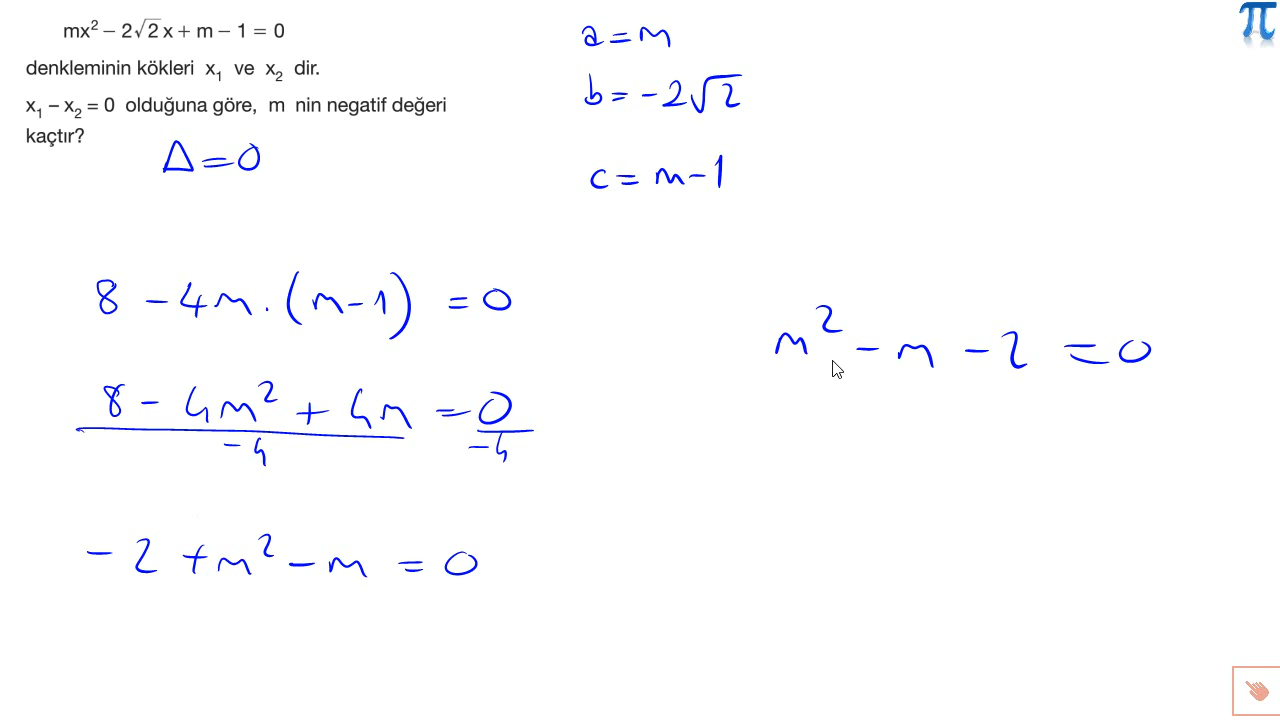 mx² − 2√2x + m − 1 = 0
denkleminin kökleri x₁ ve x₂ dir.
x₁ − x₂ = 0 olduğuna göre, m nin negatif değeri
kaçtır?
Δ = 0
a = m
b = -2√2
c = m - 1
8 - 4m . (m - 1) = 0
8 - 4m² + 4m = 0
-4 -4
-2 + m² - m = 0
m² - m - 2 = 0
π